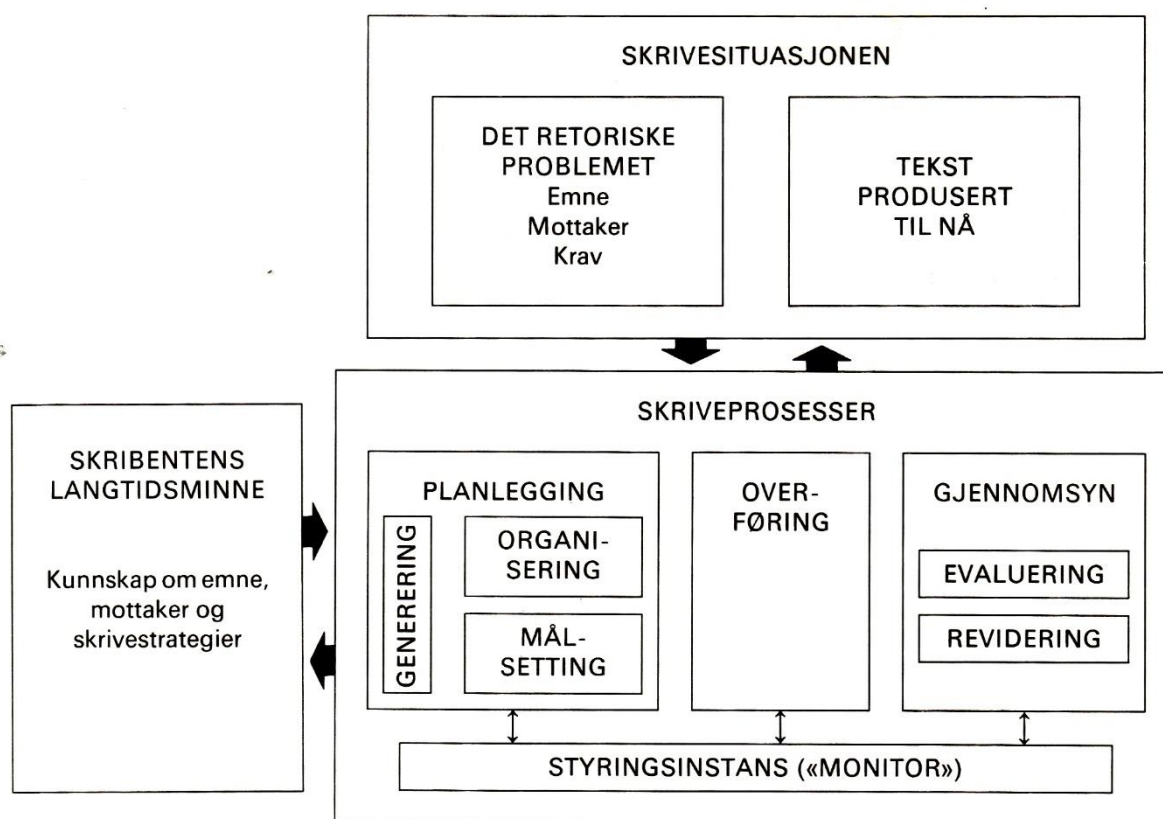 SKRIVESITUASJONEN
DET RETORISKE
PROBLEMET
Emne
Mottaker
Krav
TEKST
PRODUSERT
TIL NÅ
SKRIBENTENS
LANGTIDSMINNE
Kunnskap om emne,
mottaker og
skrivestrategier
SKRIVEPROSESSER
PLANLEGGING
GENERERING
ORGANI-
SERING
MÅL-
SETTING
OVER-
FØRING
GJENNOMSYN
EVALUERING
REVIDERING
STYRINGSINSTANS («MONITOR»)